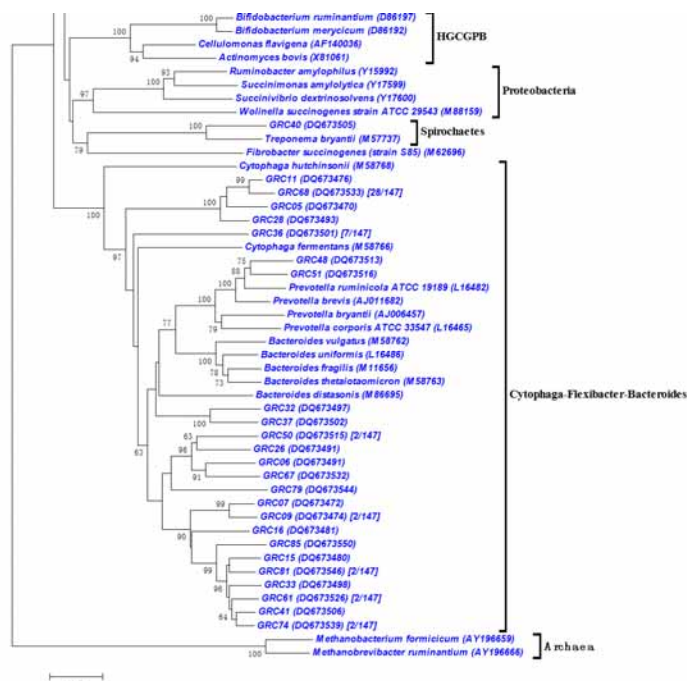 Bifidobacterium ruminantium (D86197)
100
Bifidobacterium merycicum (D86192)
100
HGCGPB
Cellulomonas flavigena (AF140036)
94
Actinomyces bovis (X81061)
Ruminobacter amylophilus (Y15992)
93
Succinimonas amylolytica (Y17599)
97
Succinivibrio dextrinosolvens (Y17600)
Proteobacteria
Wolinella succinogenes strain ATCC 29543 (M88159)
GRC40 (DQ673505)
100
Spirochaetes
Treponema bryantii (M57737)
79
Fibrobacter succinogenes (strain S85) (M62696)
Cytophaga hutchinsonii (M58768)
GRC11 (DQ673476)
99
GRC68 (DQ673533) [26/147]
100
GRC05 (DQ673470)
100
GRC28 (DQ673493)
GRC36 (DQ673501) [7/147]
97
Cytophaga fermentans (M58766)
GRC48 (DQ673513)
75
GRC51 (DQ673516)
88
Prevotella ruminicola ATCC 19189 (L16482)
100
Prevotella brevis (AJ011682)
100
Prevotella bryantii (AJ006457)
77
79
Prevotella corporis ATCC 33547 (L16465)
Bacteroides vulgatus (M58762)
100
Bacteroides uniformis (L16486)
Bacteroides fragilis (M11656)
78
Bacteroides thetaiotaomicron (M58763)
73
Bacteroides distasonis (M86695)
Cytophaga-Flexibacter-Bacteroides
GRC32 (DQ673497)
GRC37 (DQ673502)
100
GRC50 (DQ673515) [2/147]
63
GRC26 (DQ673491)
63
96
GRC06 (DQ673491)
GRC67 (DQ673532)
91
GRC79 (DQ673544)
GRC07 (DQ673472)
99
GRC09 (DQ673474) [2/147]
GRC16 (DQ673481)
90
GRC85 (DQ673550)
GRC15 (DQ673480)
99
GRC81 (DQ673546) [2/147]
GRC33 (DQ673498)
96
GRC61 (DQ673526) [2/147]
GRC41 (DQ673506)
64
GRC74 (DQ673539) [2/147]
Methanobacterium formicicum (AY196659)
100
Archaea
Methanobrevibacter ruminantium (AY196666)